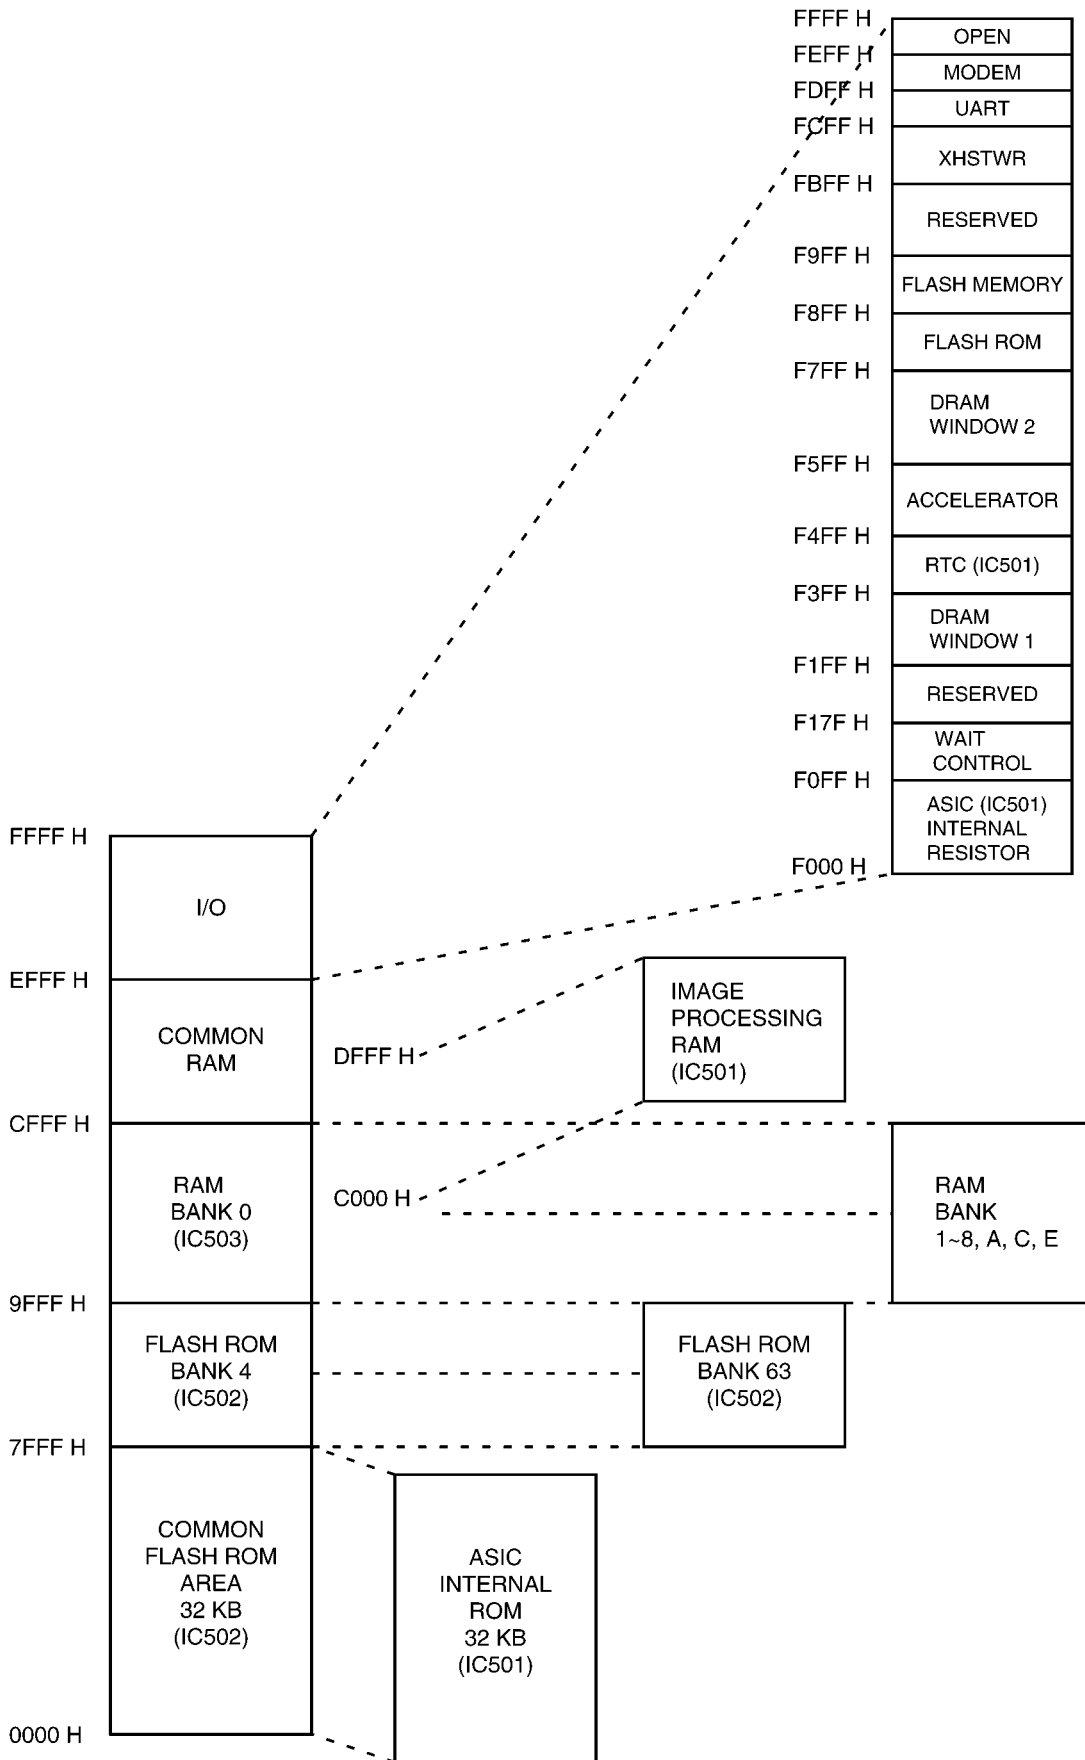 FFFF H
OPEN
FEFF H
MODEM
FDFF H
UART
FCFF H
XHSTWR
FBFF H
RESERVED
F9FF H
FLASH MEMORY
F8FF H
FLASH ROM
F7FF H
DRAM
WINDOW 2
F5FF H
ACCELERATOR
F4FF H
RTC (IC501)
F3FF H
DRAM
WINDOW 1
F1FF H
RESERVED
F17F H
WAIT
CONTROL
F0FF H
ASIC (IC501)
INTERNAL
RESISTOR
F000 H
FFFF H
I/O
EFFF H
COMMON
RAM
DFFF H
IMAGE
PROCESSING
RAM
(IC501)
CFFF H
RAM
BANK 0
(IC503)
C000 H
RAM
BANK
1~8, A, C, E
9FFF H
FLASH ROM
BANK 4
(IC502)
FLASH ROM
BANK 63
(IC502)
7FFF H
COMMON
FLASH ROM
AREA
32 KB
(IC502)
ASIC
INTERNAL
ROM
32 KB
(IC501)
0000 H